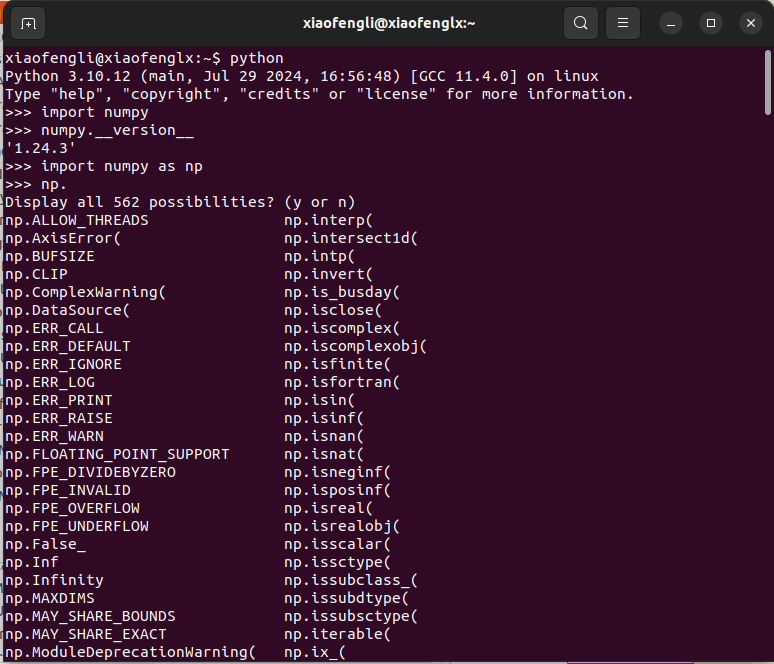 xiaofengli@xiaofenglx:~
xiaofengli@xiaofenglx:~$ python
Python 3.10.12 (main, Jul 29 2024, 16:56:48) [GCC 11.4.0] on linux
Type "help", "copyright", "credits" or "license" for more information.
>>> import numpy
>>> numpy.__version__
'1.24.3'
>>> import numpy as np
>>> np.
Display all 562 possibilities? (y or n)
np.ALLOW_THREADS               np.interp(
np.AxisError(                  np.intersect1d(
np.BUFSIZE                     np.intp(
np.CLIP                        np.invert(
np.ComplexWarning(             np.is_busday(
np.DataSource(                 np.isclose(
np.ERR_CALL                    np.iscomplex(
np.ERR_DEFAULT                 np.iscomplexobj(
np.ERR_IGNORE                  np.isfinite(
np.ERR_LOG                     np.isfortran(
np.ERR_PRINT                   np.isin(
np.ERR_RAISE                   np.isinf(
np.ERR_WARN                    np.isnan(
np.FLOATING_POINT_SUPPORT      np.isnat(
np.FPE_DIVIDEBYZERO            np.isneginf(
np.FPE_INVALID                 np.isposinf(
np.FPE_OVERFLOW                np.isreal(
np.FPE_UNDERFLOW               np.isrealobj(
np.False_                      np.isscalar(
np.Inf                         np.issctype(
np.Infinity                    np.issubclass_(
np.MAXDIMS                     np.issubdtype(
np.MAY_SHARE_BOUNDS            np.issubsctype(
np.MAY_SHARE_EXACT             np.iterable(
np.ModuleDeprecationWarning(   np.ix_(